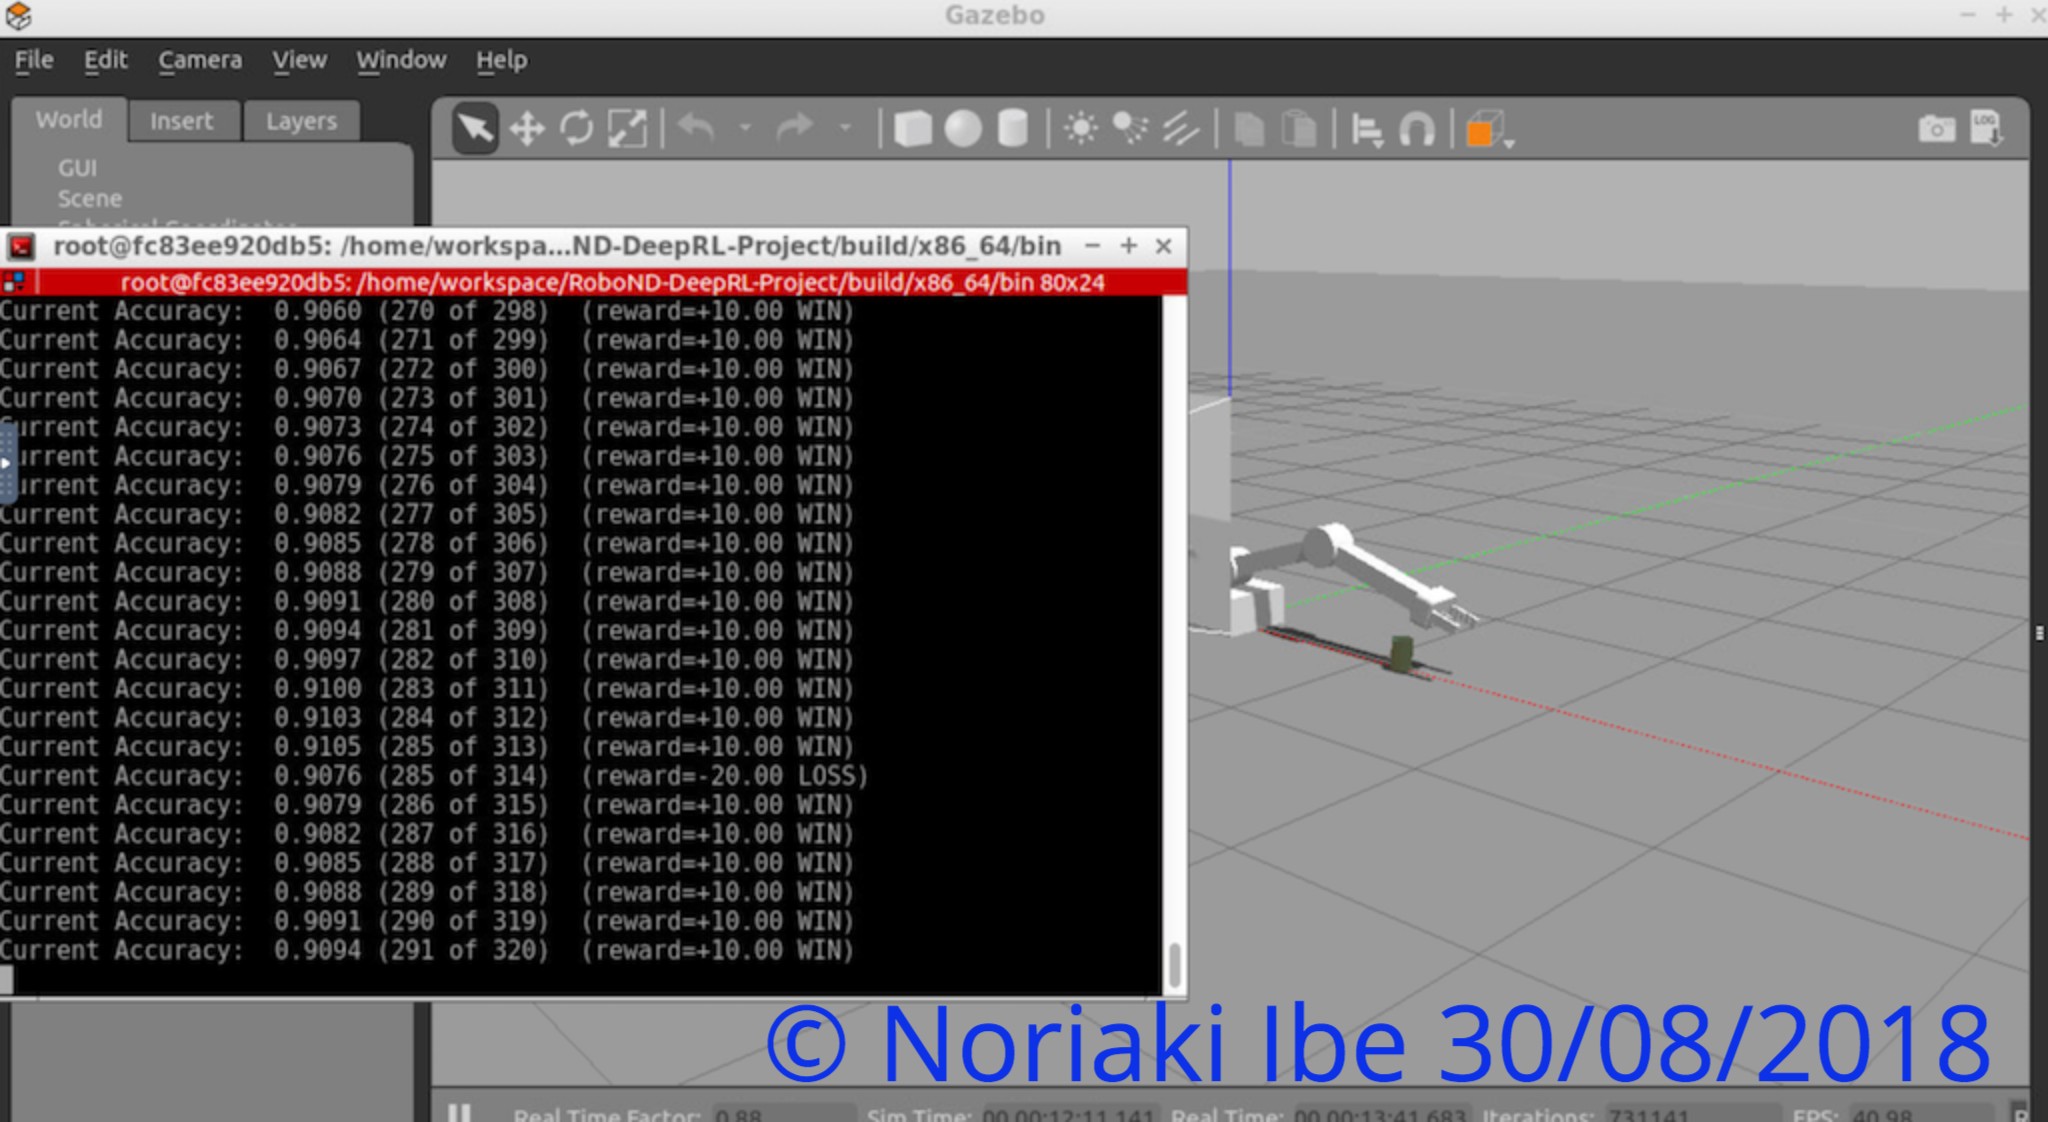 Gazebo
File Edit Camera View Window Help
World Insert Layers
LOG
GUI
Scene
root@fc83ee920db5: /home/workspa...ND-DeepRL-Project/build/x86_64/bin
root@fc83ee920db5: /home/workspace/RoboND-DeepRL-Project/build/x86_64/bin 80x24
Current Accuracy: 0.9060 (270 of 298) (reward=+10.00 WIN)
Current Accuracy: 0.9064 (271 of 299) (reward=+10.00 WIN)
Current Accuracy: 0.9067 (272 of 300) (reward=+10.00 WIN)
Current Accuracy: 0.9070 (273 of 301) (reward=+10.00 WIN)
Current Accuracy: 0.9073 (274 of 302) (reward=+10.00 WIN)
urrent Accuracy: 0.9076 (275 of 303) (reward=+10.00 WIN)
urrent Accuracy: 0.9079 (276 of 304) (reward=+10.00 WIN)
Current Accuracy: 0.9082 (277 of 305) (reward=+10.00 WIN)
Current Accuracy: 0.9085 (278 of 306) (reward=+10.00 WIN)
Current Accuracy: 0.9088 (279 of 307) (reward=+10.00 WIN)
Current Accuracy: 0.9091 (280 of 308) (reward=+10.00 WIN)
Current Accuracy: 0.9094 (281 of 309) (reward=+10.00 WIN)
Current Accuracy: 0.9097 (282 of 310) (reward=+10.00 WIN)
Current Accuracy: 0.9100 (283 of 311) (reward=+10.00 WIN)
Current Accuracy: 0.9103 (284 of 312) (reward=+10.00 WIN)
Current Accuracy: 0.9105 (285 of 313) (reward=+10.00 WIN)
Current Accuracy: 0.9076 (285 of 314) (reward=-20.00 LOSS)
Current Accuracy: 0.9079 (286 of 315) (reward=+10.00 WIN)
Current Accuracy: 0.9082 (287 of 316) (reward=+10.00 WIN)
Current Accuracy: 0.9085 (288 of 317) (reward=+10.00 WIN)
Current Accuracy: 0.9088 (289 of 318) (reward=+10.00 WIN)
Current Accuracy: 0.9091 (290 of 319) (reward=+10.00 WIN)
Current Accuracy: 0.9094 (291 of 320) (reward=+10.00 WIN)
© Noriaki Ibe 30/08/2018
Real Time Factor: 0.88 Sim Time: 00 00:12:11.141 Real Time: 00 00:13:41.683 Iterations: 731141 FPS: 40.98